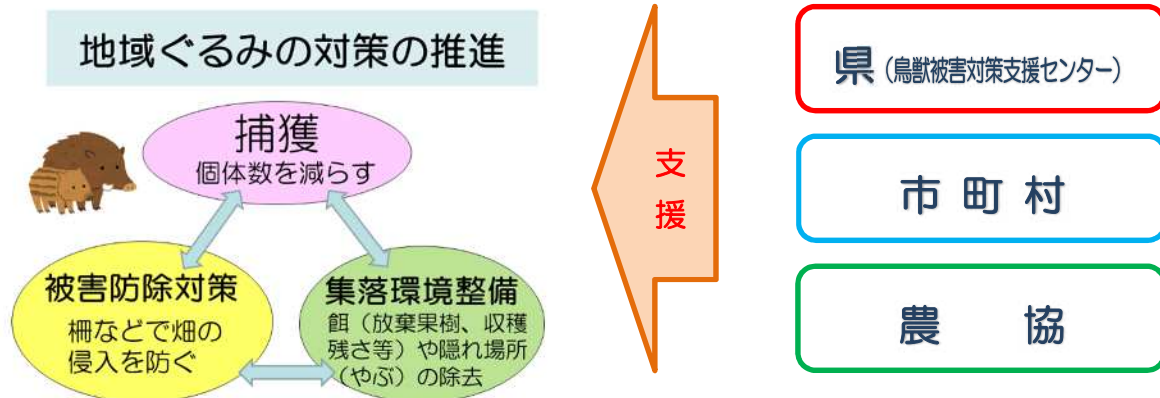 地域ぐるみの対策の推進
捕獲
個体数を減らす
被害防除対策
柵などで畑の
侵入を防ぐ
集落環境整備
餌（放棄果樹、収穫
残さ等）や隠れ場所
（やぶ）の除去
支
援
県（鳥獣被害対策支援センター）
市町村
農　協